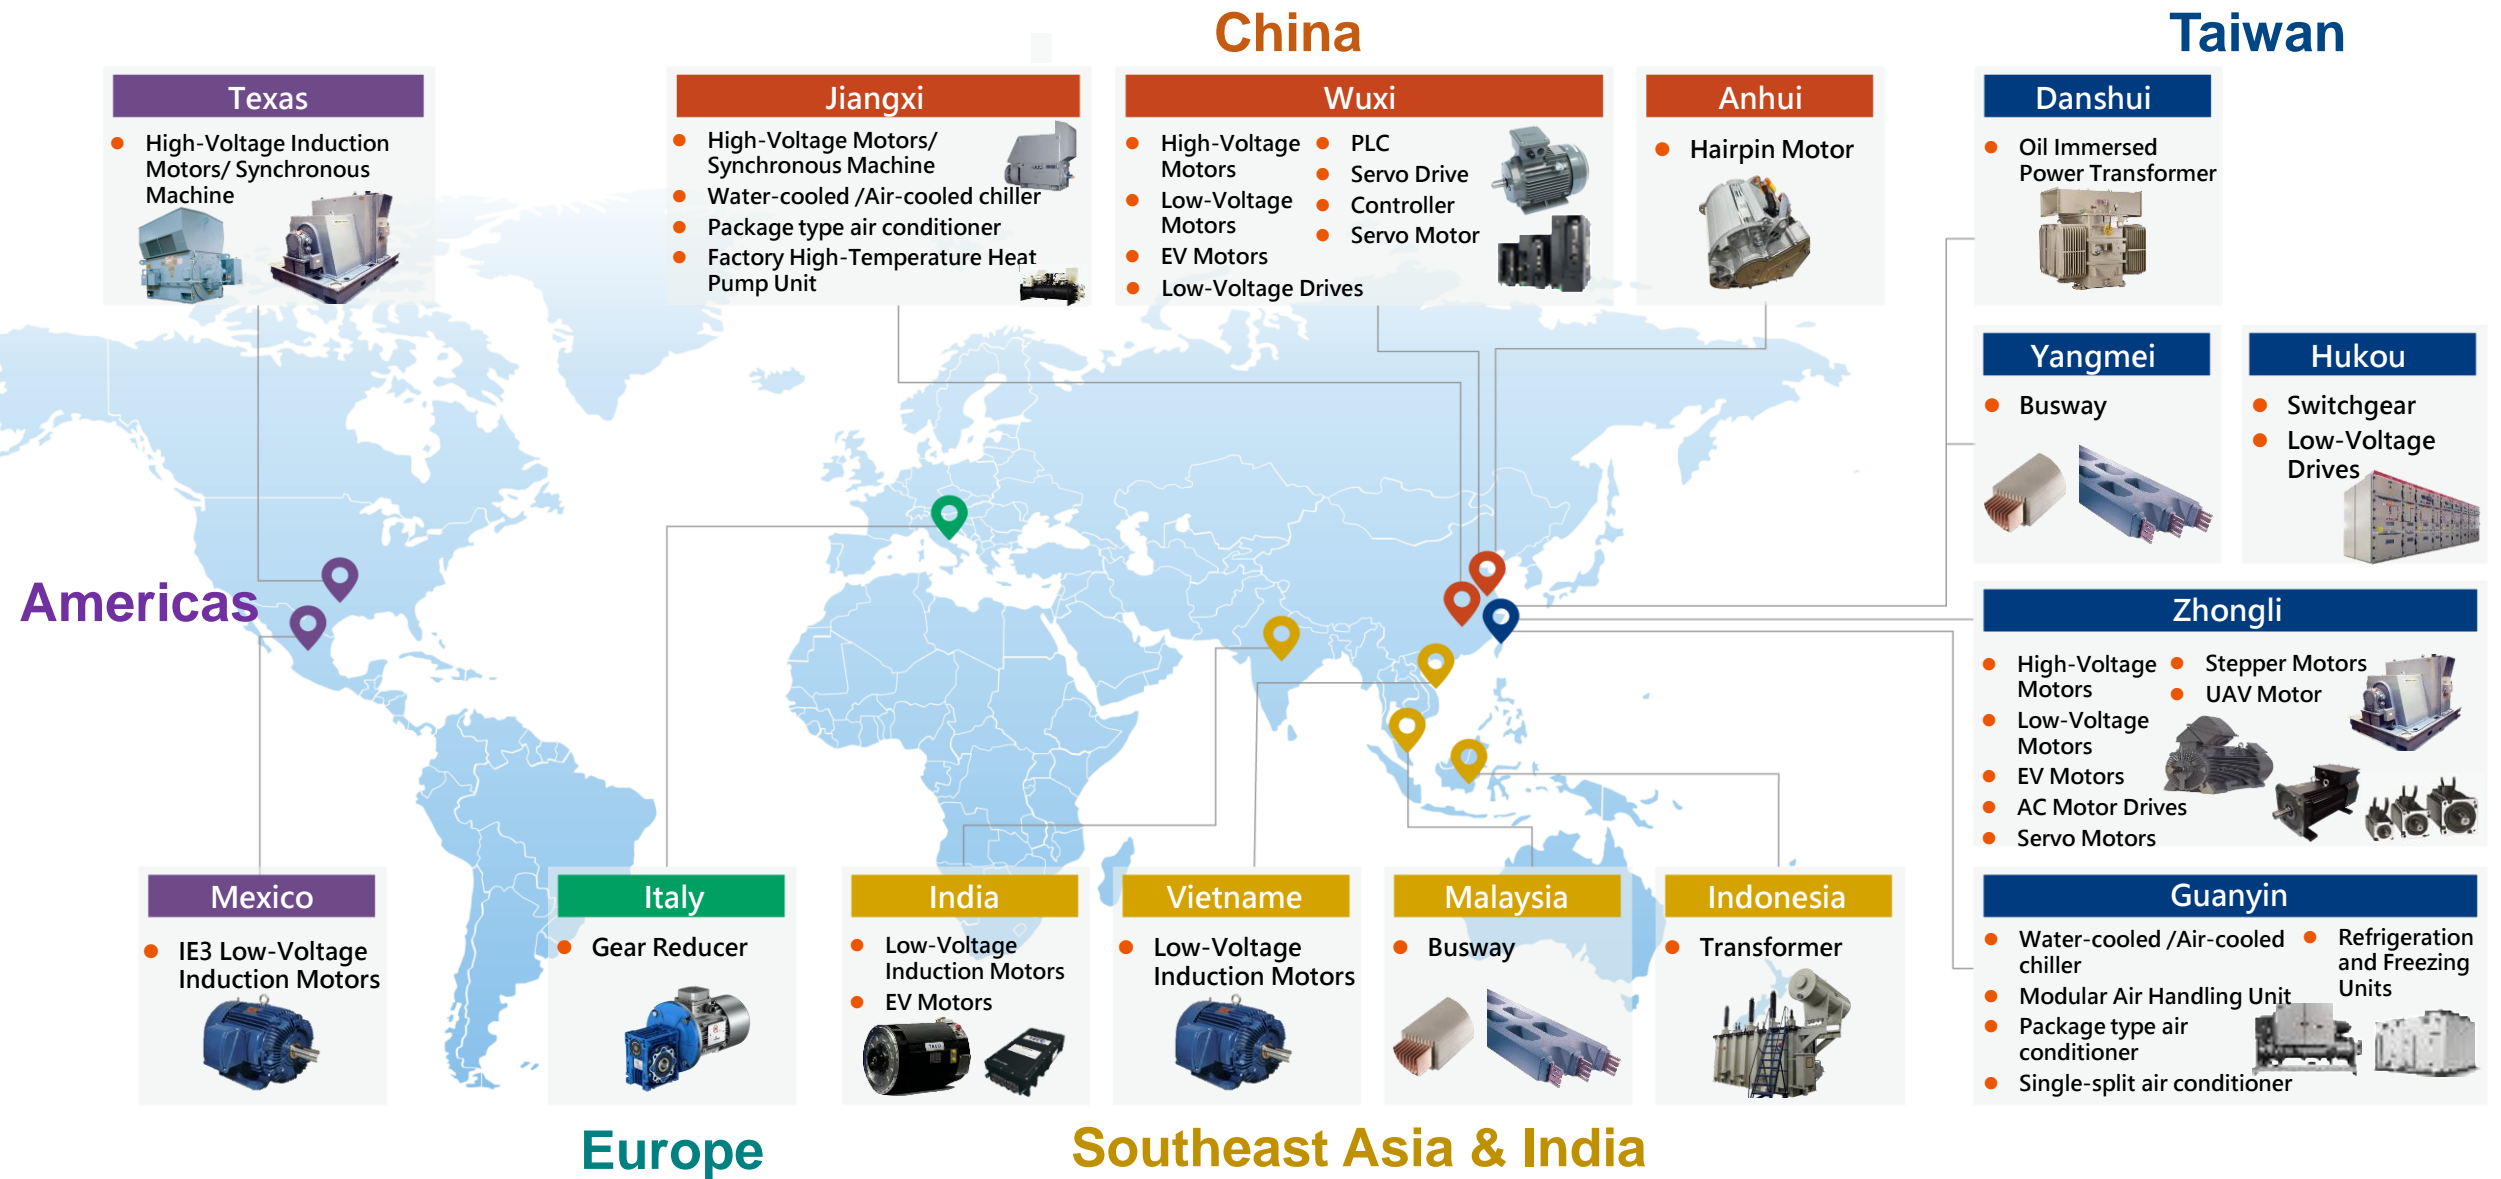 China
Taiwan
Texas
High-Voltage Induction
Motors/ Synchronous
Machine
Jiangxi
High-Voltage Motors/
Synchronous Machine
Water-cooled /Air-cooled chiller
Package type air conditioner
Factory High-Temperature Heat
Pump Unit
Wuxi
High-Voltage
Motors
Low-Voltage
Motors
EV Motors
Low-Voltage Drives
PLC
Servo Drive
Controller
Servo Motor
Anhui
Hairpin Motor
Danshui
Oil Immersed
Power Transformer
Yangmei
Busway
Hukou
Switchgear
Low-Voltage
Drives
Americas
Zhongli
High-Voltage
Motors
Low-Voltage
Motors
EV Motors
AC Motor Drives
Servo Motors
Stepper Motors
UAV Motor
Mexico
IE3 Low-Voltage
Induction Motors
Italy
Gear Reducer
India
Low-Voltage
Induction Motors
EV Motors
Vietname
Low-Voltage
Induction Motors
Malaysia
Busway
Indonesia
Transformer
Guanyin
Water-cooled /Air-cooled
chiller
Modular Air Handling Unit
Package type air
conditioner
Single-split air conditioner
Refrigeration
and Freezing
Units
Europe
Southeast Asia & India